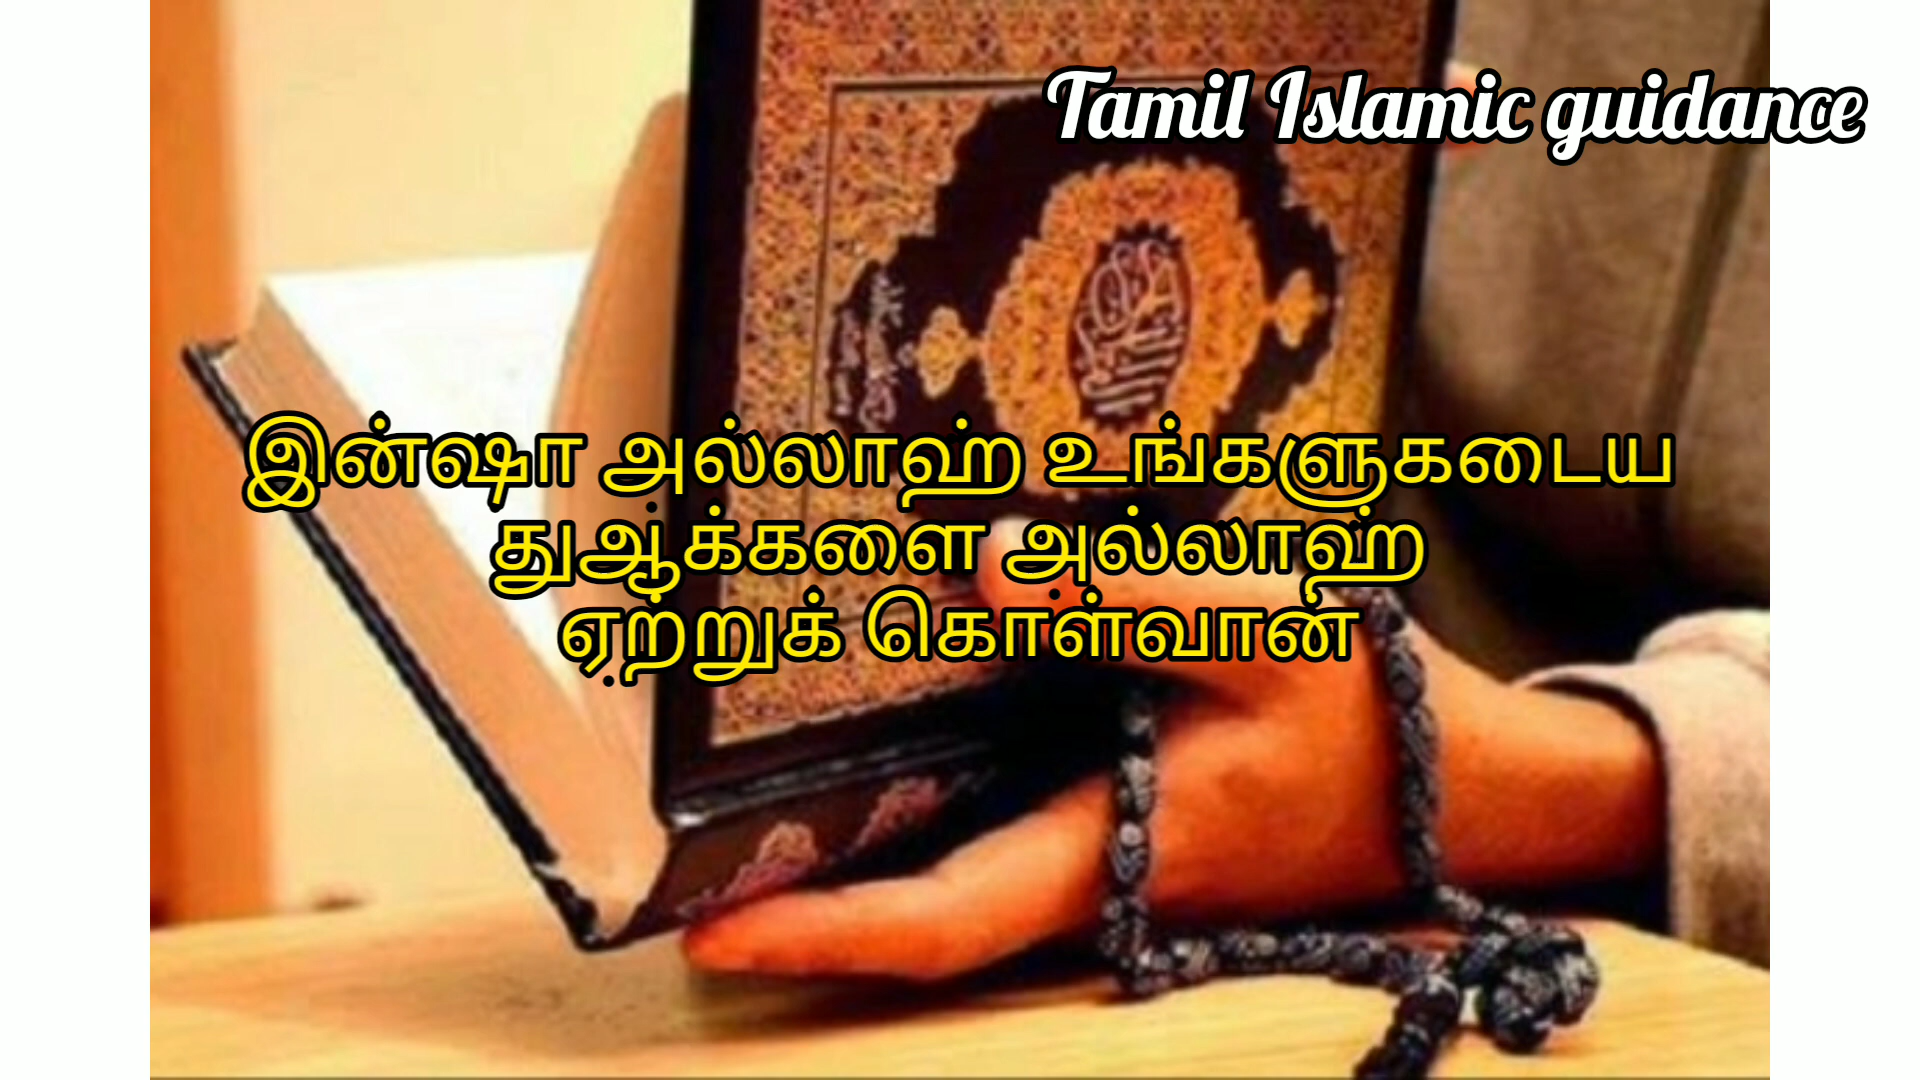 Tamil Islamic guidance
இன்ஷா அல்லாஹ் உங்களுகடைய
துஆக்களை அல்லாஹ்
ஏற்றுக் கொள்வான்